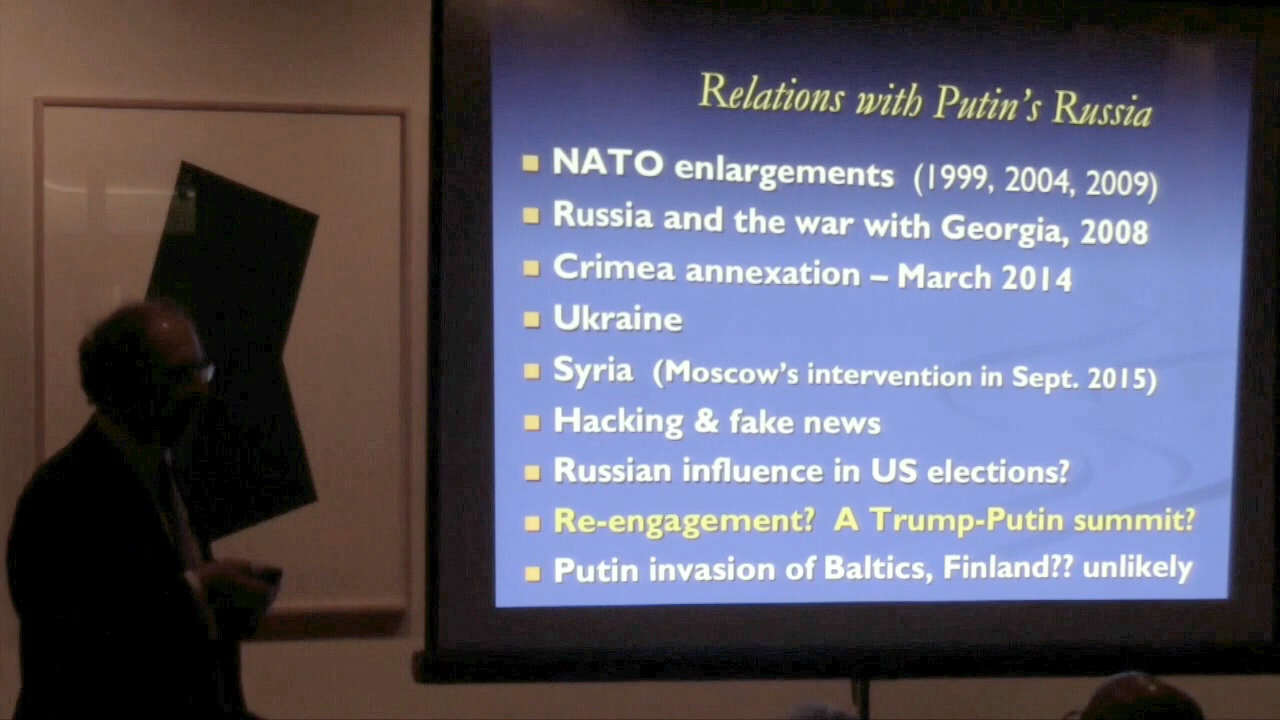 Relations with Putin's Russia
NATO enlargements (1999, 2004, 2009)
Russia and the war with Georgia, 2008
Crimea annexation – March 2014
Ukraine
Syria (Moscow's intervention in Sept. 2015)
Hacking & fake news
Russian influence in US elections?
Re-engagement? A Trump-Putin summit?
Putin invasion of Baltics, Finland?? unlikely